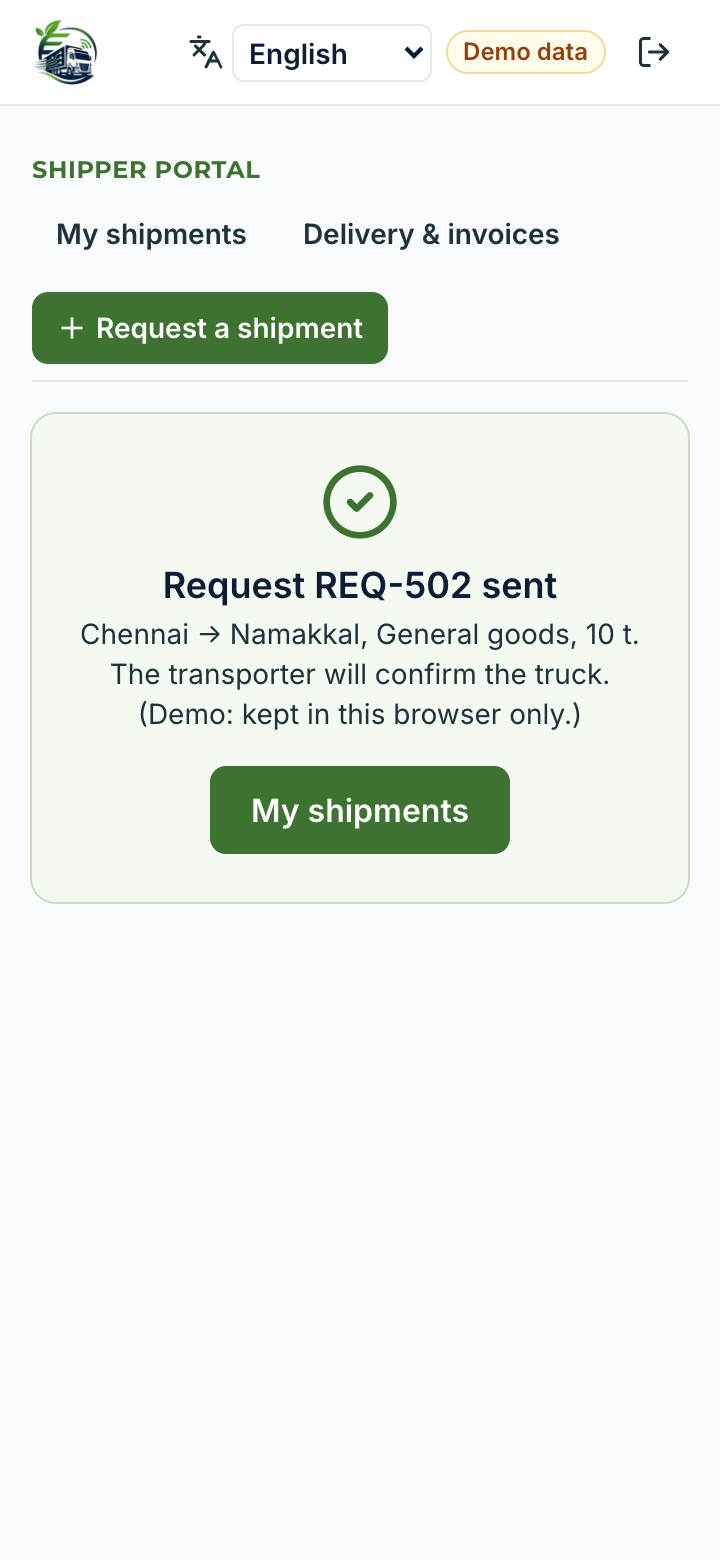 English
Demo data
SHIPPER PORTAL
My shipments
Delivery & invoices
+ Request a shipment
Request REQ-502 sent
Chennai → Namakkal, General goods, 10 t.
The transporter will confirm the truck.
(Demo: kept in this browser only.)
My shipments